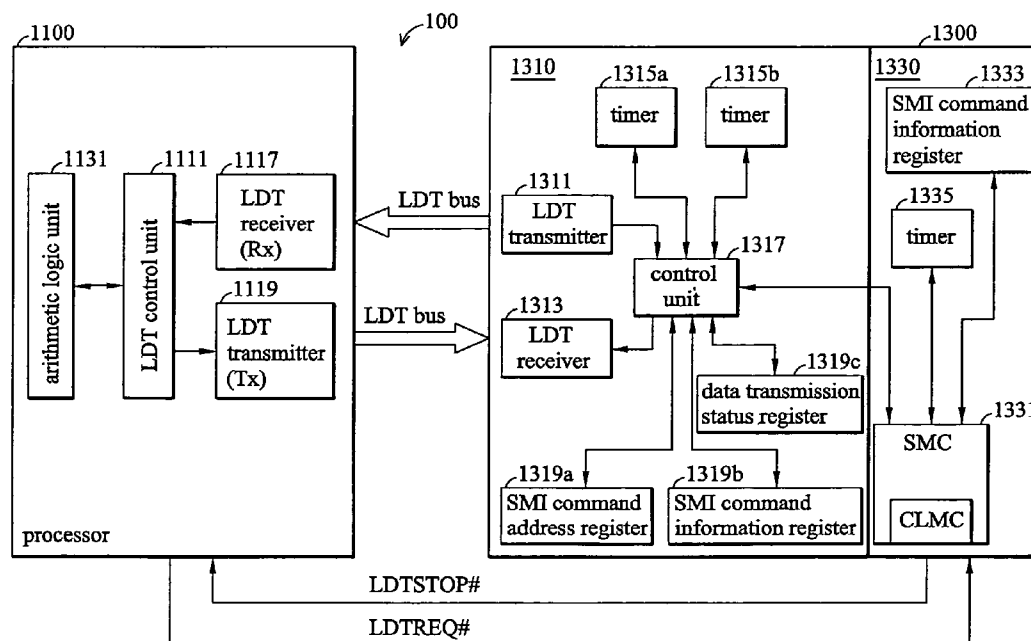 100
1100
processor
1131
arithmetic logic unit
1111
LDT control unit
1117
LDT
receiver
(Rx)
1119
LDT
transmitter
(Tx)
LDT bus
LDT bus
1310
1315a
timer
1315b
timer
1311
LDT
transmitter
1317
control
unit
1313
LDT
receiver
1319c
data transmission
status register
1319a
SMI command
address register
1319b
SMI command
information register
1300
1330
1333
SMI command
information
register
1335
timer
1331
SMC
CLMC
LDTSTOP#
LDTREQ#